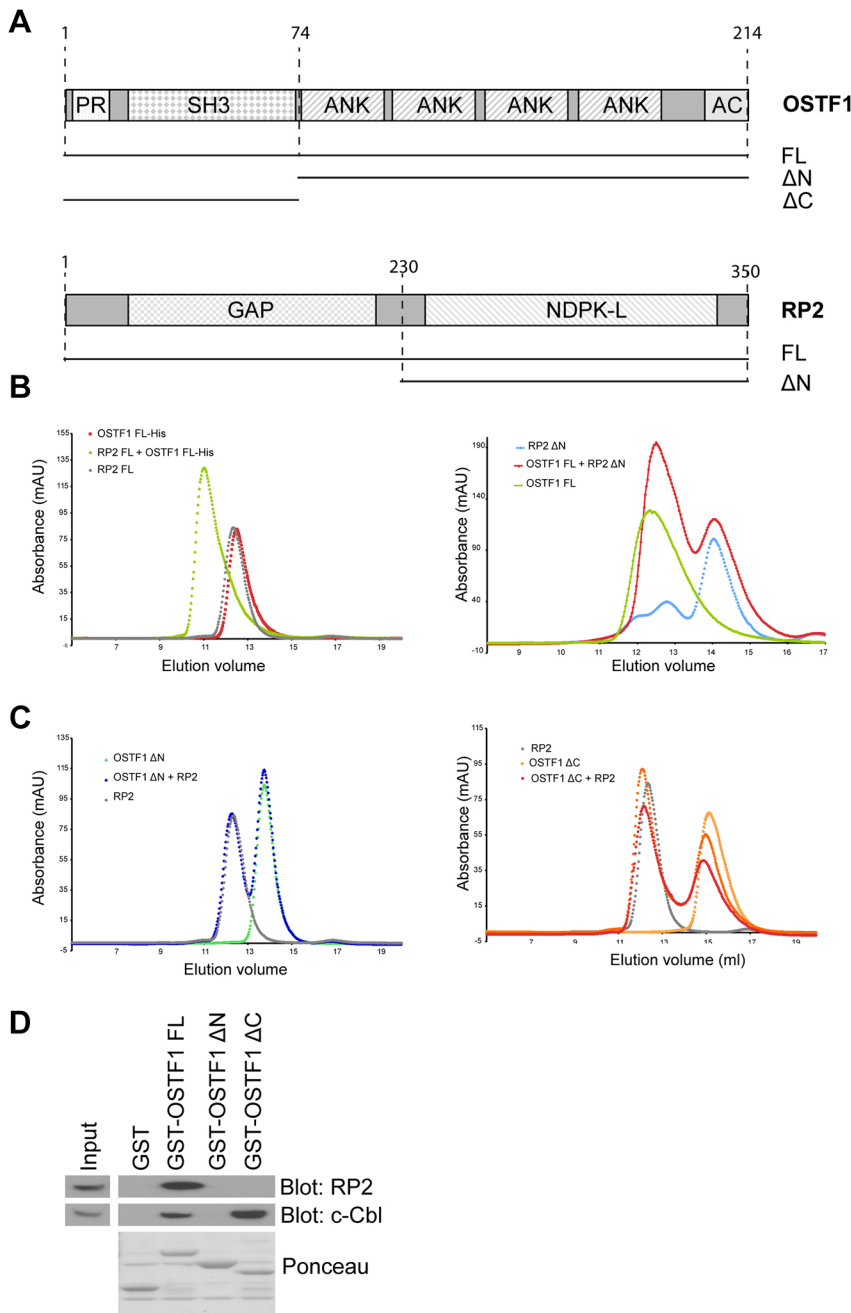 A
1 74 214
PR SH3 ANK ANK ANK ANK AC OSTF1
FL
ΔN
ΔC
1 230 350
GAP NDPK-L RP2
FL
ΔN
B
155
135
115
95
75
55
35
15
-5
7 9 11 13 15 17 19
Absorbance (mAU)
Elution volume
OSTF1 FL-His
RP2 FL + OSTF1 FL-His
RP2 FL
190
140
90
40
-10
9 10 11 12 13 14 15 16 17
Absorbance (mAU)
Elution volume
RP2 ΔN
OSTF1 FL + RP2 ΔN
OST1 FL
C
135
115
95
75
55
35
15
-5
7 9 11 13 15 17 19
Absorbance (mAU)
Elution volume
OSTF1 ΔN
OSTF1 ΔN + RP2
RP2
115
95
75
55
35
15
-5
7 9 11 15 17 19
Absorbance (mAU)
Elution volume (ml)
RP2
OSTF1 ΔC
OSTF1 ΔC + RP2
D
Input
GST
GST-OSTF1 FL
GST-OSTF1 ΔN
GST-OSTF1 ΔC
Blot: RP2
Blot: c-Cbl
Ponceau